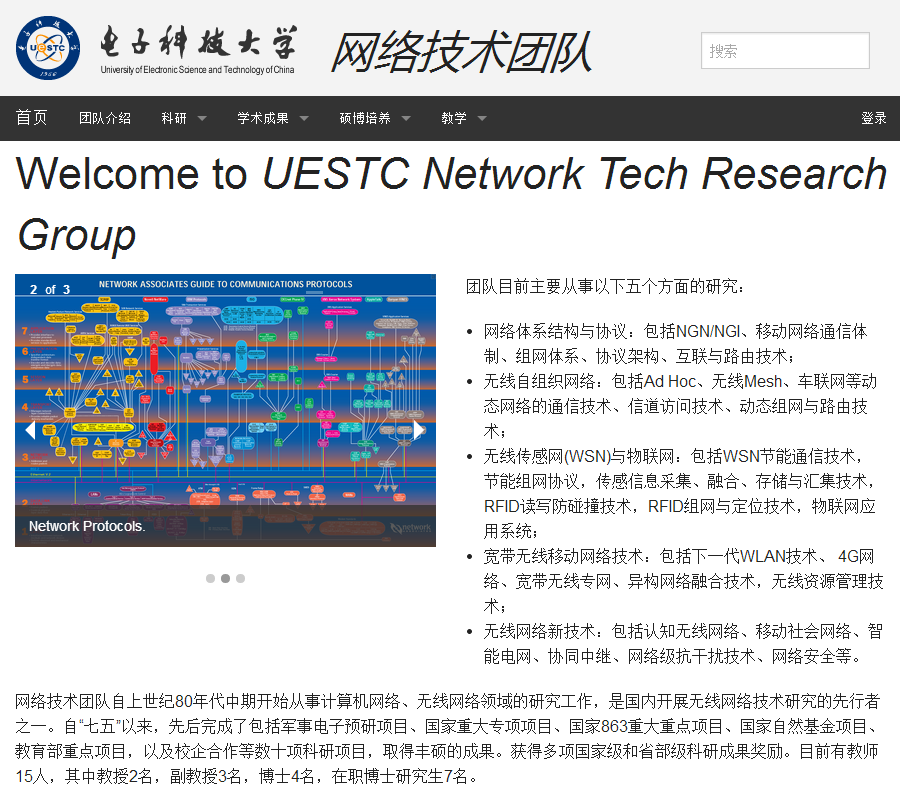 电子科技大学
University of Electronic Science and Technology of China
网络技术团队
搜索
首页 团队介绍 科研 学术成果 硕博培养 教学 登录
Welcome to UESTC Network Tech Research
Group
2 of 3
NETWORK ASSOCIATES GUIDE TO COMMUNICATIONS PROTOCOLS
7
6
5
4
3
2
Network Protocols.
团队目前主要从事以下五个方面的研究:
网络体系结构与协议: 包括NGN/NGI、移动网络通信体
制、组网体系、协议架构、互联与路由技术;
无线自组织网络: 包括Ad Hoc、无线Mesh、车联网等动
态网络的通信技术、信道访问技术、动态组网与路由技
术;
无线传感网(WSN)与物联网: 包括WSN节能通信技术,
节能组网协议, 传感信息采集、融合、存储与汇集技术,
RFID读写防碰撞技术, RFID组网与定位技术, 物联网应
用系统;
宽带无线移动网络技术: 包括下一代WLAN技术、 4G网
络、宽带无线专网、异构网络融合技术, 无线资源管理技
术;
无线网络新技术: 包括认知无线网络、移动社会网络、智
能电网、协同中继、网络级抗干扰技术、网络安全等。
网络技术团队自上世纪80年代中期开始从事计算机网络、无线网络领域的研究工作, 是国内开展无线网络技术研究的先行者
之一。自“七五”以来, 先后完成了包括军事电子预研项目、国家重大专项项目、国家863重大重点项目、国家自然基金项目、
教育部重点项目, 以及校企合作等数十项科研项目, 取得丰硕的成果。获得多项国家级和省部级科研成果奖励。目前有教师
15人, 其中教授2名, 副教授3名, 博士4名, 在职博士研究生7名。